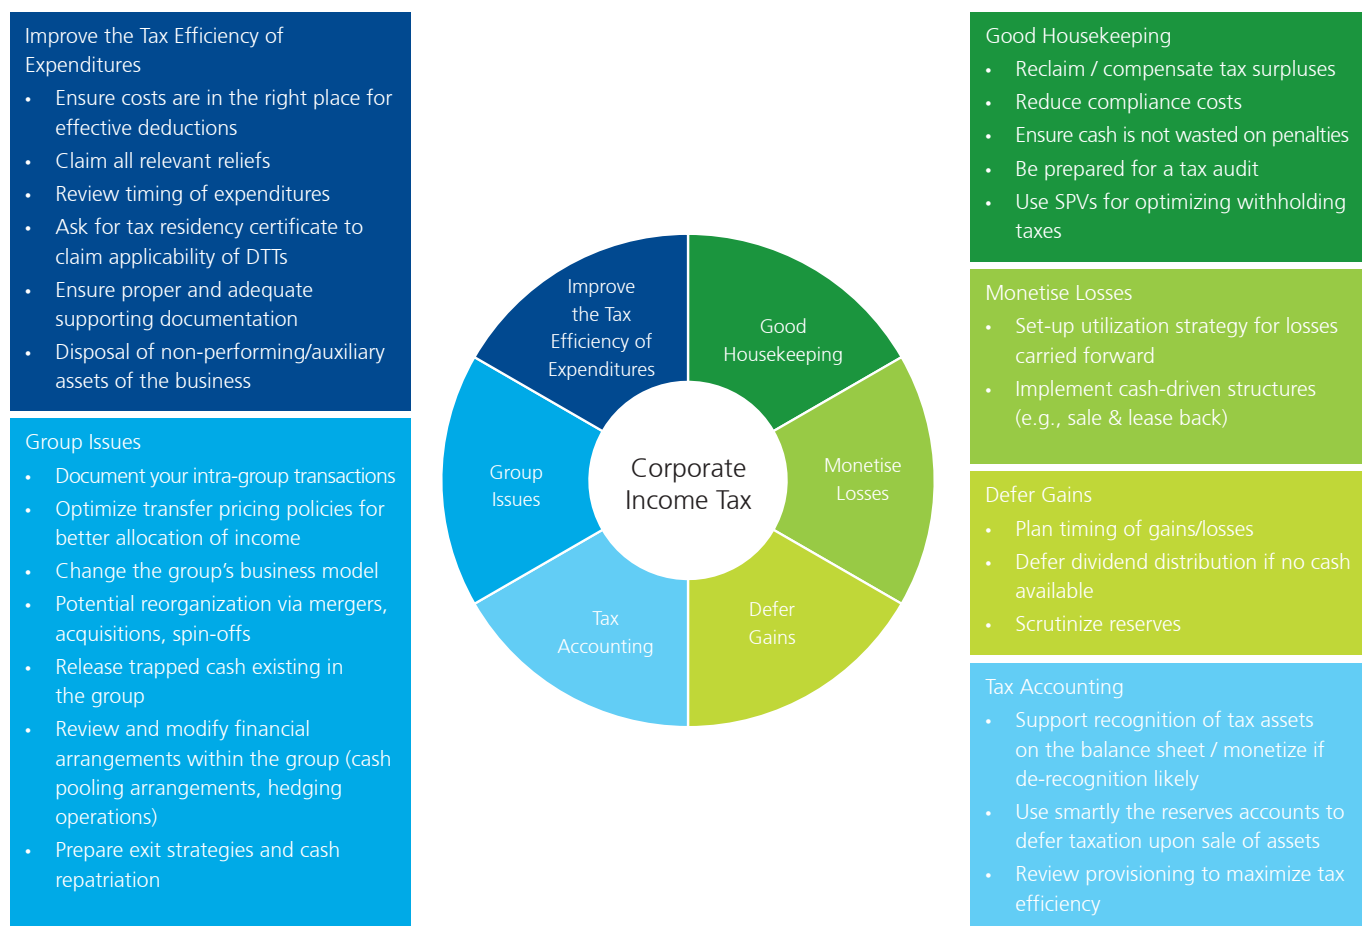 Improve the Tax Efficiency of
Expenditures
• Ensure costs are in the right place for
effective deductions
• Claim all relevant reliefs
• Review timing of expenditures
• Ask for tax residency certificate to
claim applicability of DTTs
• Ensure proper and adequate
supporting documentation
• Disposal of non-performing/auxiliary
assets of the business
Group Issues
• Document your intra-group transactions
• Optimize transfer pricing policies for
better allocation of income
• Change the group's business model
• Potential reorganization via mergers,
acquisitions, spin-offs
• Release trapped cash existing in
the group
• Review and modify financial
arrangements within the group (cash
pooling arrangements, hedging
operations)
• Prepare exit strategies and cash
repatriation
Improve
the Tax
Efficiency of
Expenditures
Good
Housekeeping
Group
Issues
Corporate
Income Tax
Monetise
Losses
Tax
Accounting
Defer
Gains
Good Housekeeping
• Reclaim / compensate tax surpluses
• Reduce compliance costs
• Ensure cash is not wasted on penalties
• Be prepared for a tax audit
• Use SPVs for optimizing withholding
taxes
Monetise Losses
• Set-up utilization strategy for losses
carried forward
• Implement cash-driven structures
(e.g., sale & lease back)
Defer Gains
• Plan timing of gains/losses
• Defer dividend distribution if no cash
available
• Scrutinize reserves
Tax Accounting
• Support recognition of tax assets
on the balance sheet / monetize if
de-recognition likely
• Use smartly the reserves accounts to
defer taxation upon sale of assets
• Review provisioning to maximize tax
efficiency